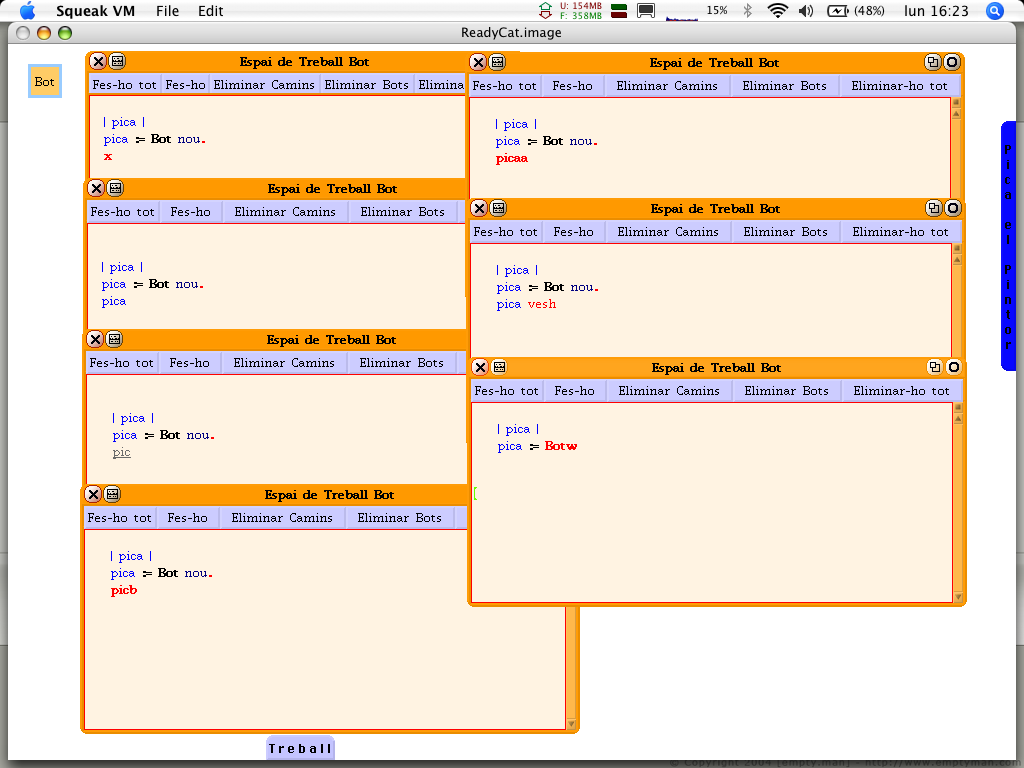 Squeak VM File Edit U: 154MB F: 358MB 15% (48%) lun 16:23
ReadyCat.image
Bot
Espai de Treball Bot
Fes-ho tot Fes-ho Eliminar Camins Eliminar Bots Elimina
| pica |
pica := Bot nou.
x
Espai de Treball Bot
Fes-ho tot Fes-ho Eliminar Camins Eliminar Bots
| pica |
pica := Bot nou.
pica
Espai de Treball Bot
Fes-ho tot Fes-ho Eliminar Camins Eliminar Bots
| pica |
pica := Bot nou.
pic
Espai de Treball Bot
Fes-ho tot Fes-ho Eliminar Camins Eliminar Bots
| pica |
pica := Bot nou.
picb
Espai de Treball Bot
Fes-ho tot Fes-ho Eliminar Camins Eliminar Bots Eliminar-ho tot
| pica |
pica := Bot nou.
picaa
Espai de Treball Bot
Fes-ho tot Fes-ho Eliminar Camins Eliminar Bots Eliminar-ho tot
| pica |
pica := Bot nou.
pica vesh
Espai de Treball Bot
Fes-ho tot Fes-ho Eliminar Camins Eliminar Bots Eliminar-ho tot
| pica |
pica := Botw
[
Pica el Pintor
Treball
© Copyright 2004 [empty.man] - http://www.emptyman.com